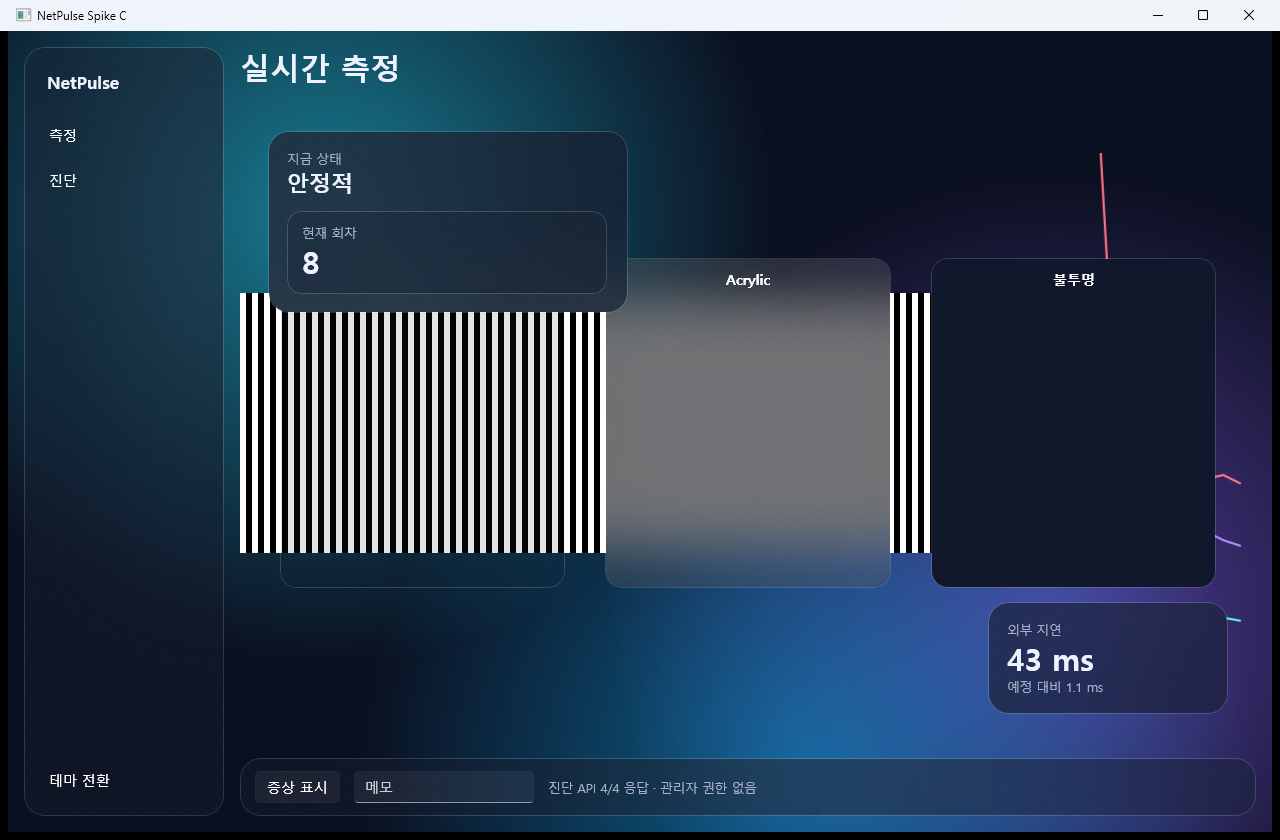 NetPulse Spike C
NetPulse
측정
진단
테마 전환
실시간 측정
지금 상태
안정적
현재 회차
8
Acrylic
불투명
외부 지연
43 ms
예정 대비 1.1 ms
증상 표시
메모
진단 API 4/4 응답 · 관리자 권한 없음